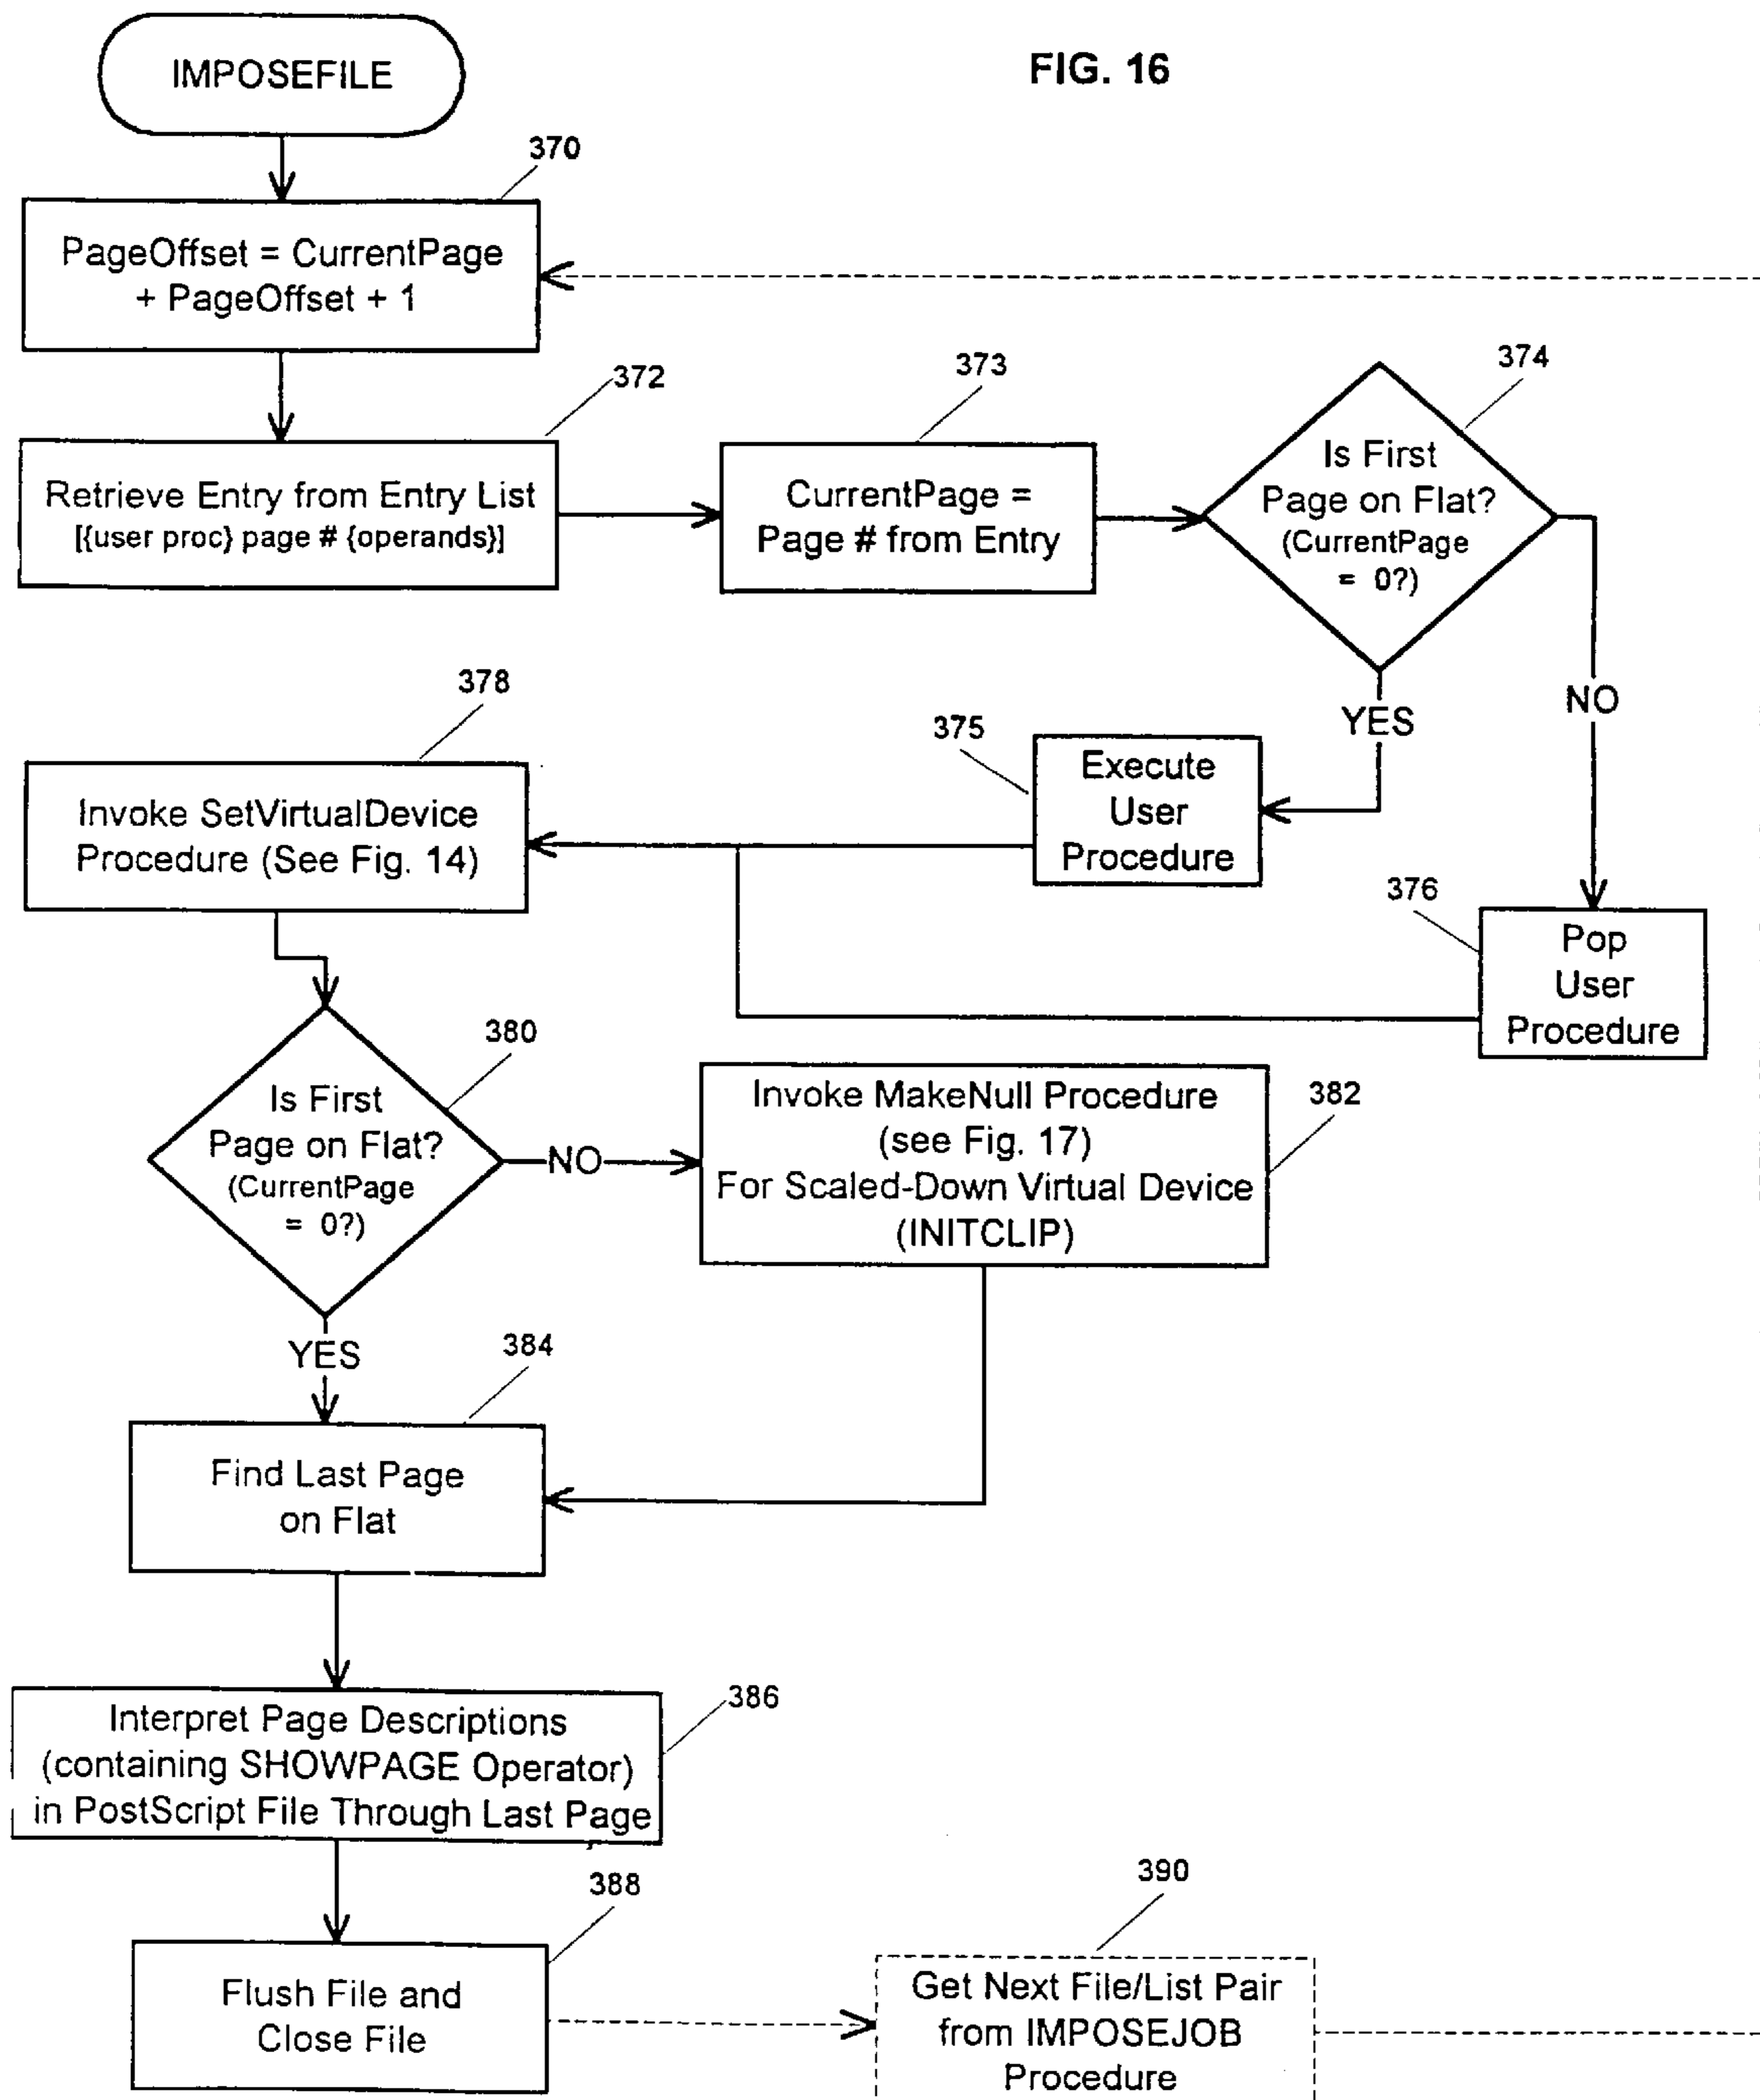 FIG. 16
IMPOSEFILE
370
PageOffset = CurrentPage
+ PageOffset + 1
372
Retrieve Entry from Entry List
[{user proc} page # {operands}]
373
CurrentPage =
Page # from Entry
374
Is First
Page on Flat?
(CurrentPage
= 0?)
YES
NO
375
Execute
User
Procedure
376
Pop
User
Procedure
378
Invoke SetVirtualDevice
Procedure (See Fig. 14)
380
Is First
Page on Flat?
(CurrentPage
= 0?)
NO
YES
382
Invoke MakeNull Procedure
(see Fig. 17)
For Scaled-Down Virtual Device
(INITCLIP)
384
Find Last Page
on Flat
386
Interpret Page Descriptions
(containing SHOWPAGE Operator)
in PostScript File Through Last Page
388
Flush File and
Close File
390
Get Next File/List Pair
from IMPOSEJOB
Procedure